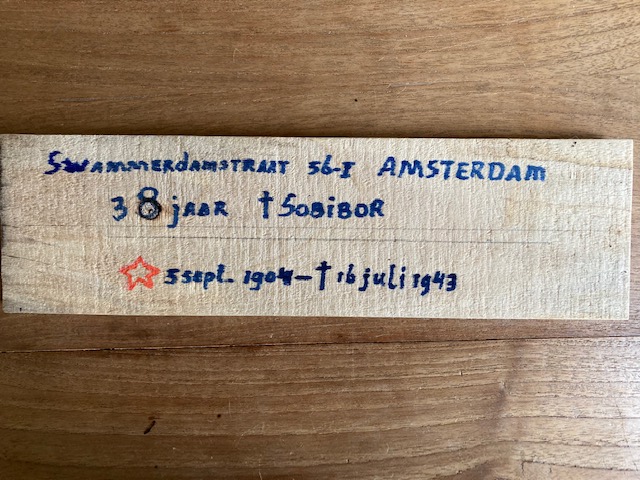 Swammerdamstraat 56-I AMSTERDAM
38 jaar † Sobibor
☆ 5 sept. 1904 - † 16 juli 1943